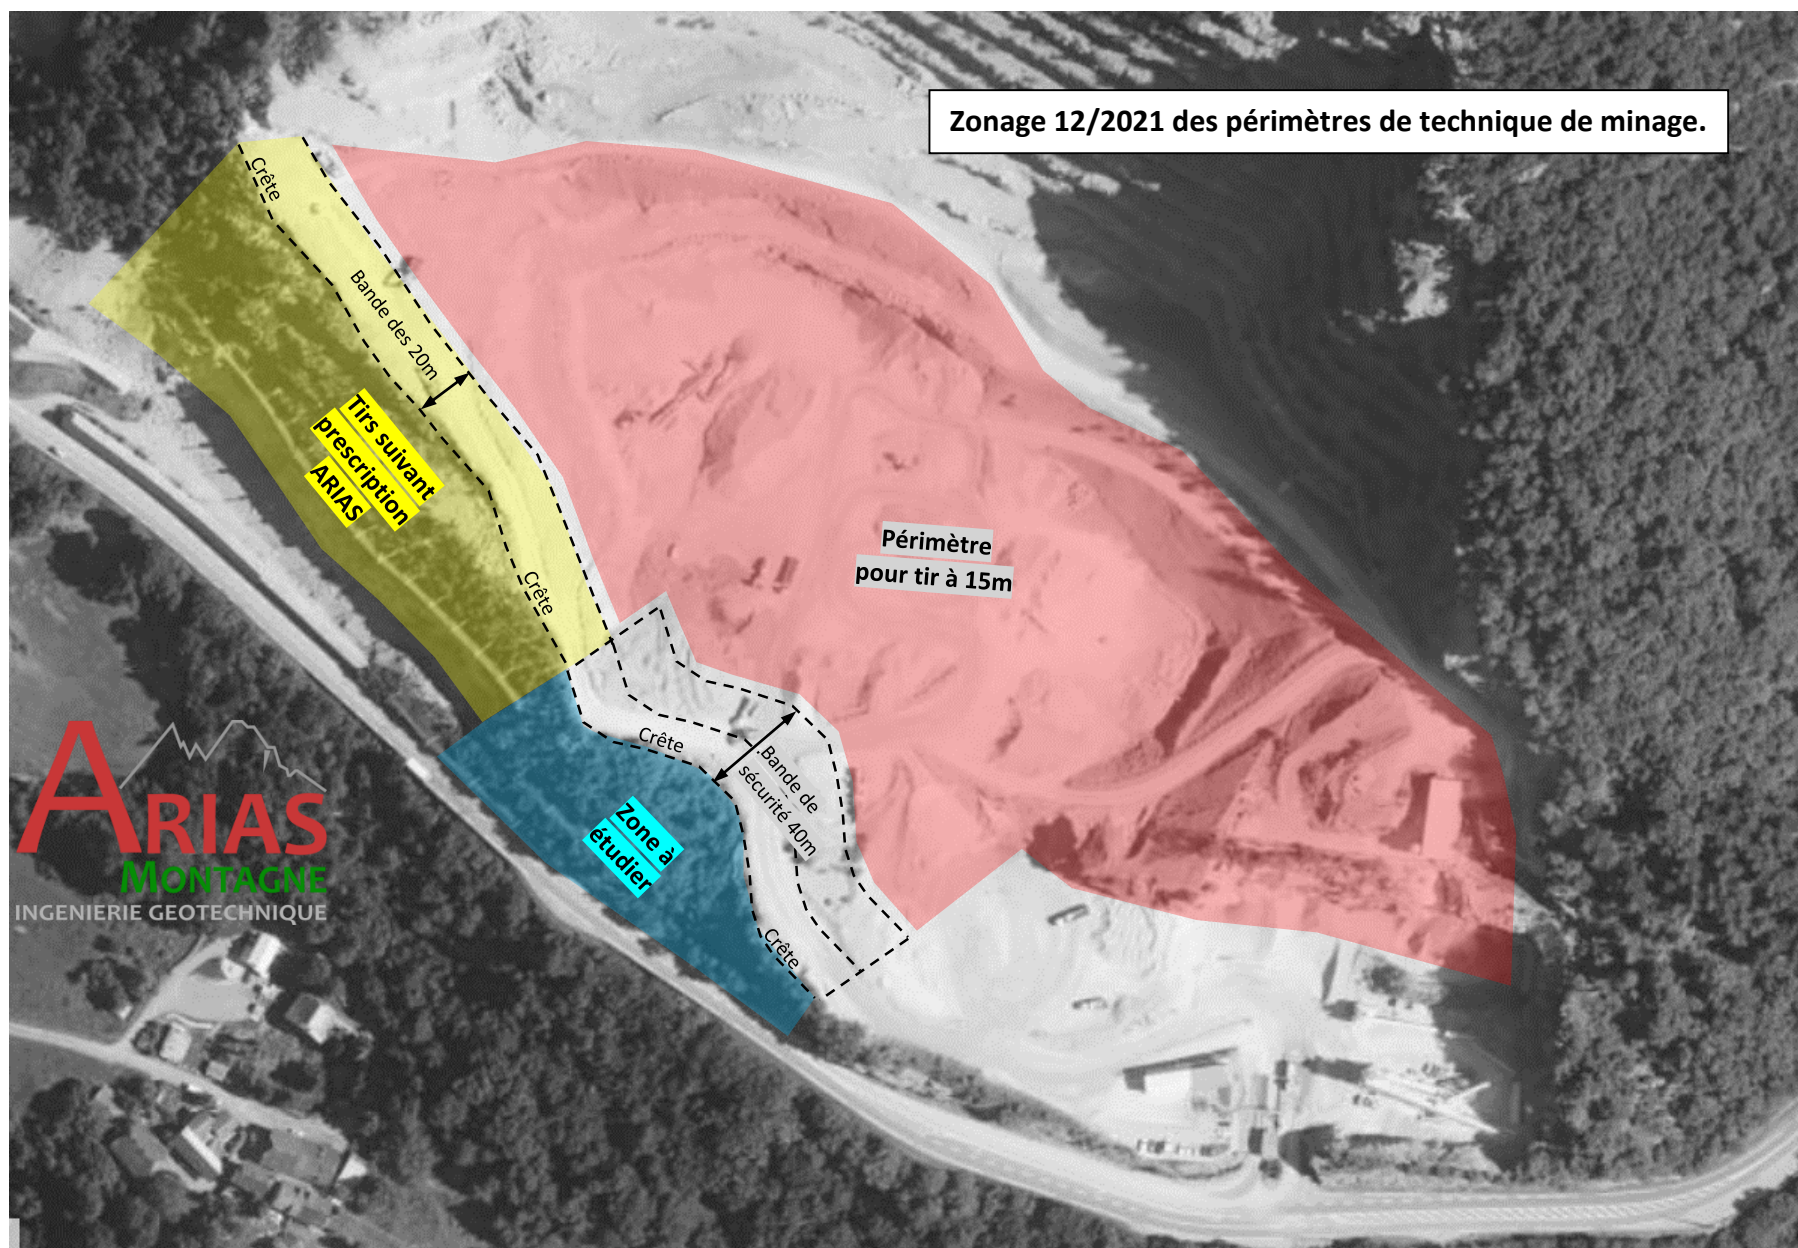 Zonage 12/2021 des périmètres de technique de minage.
Crête
Bande des 20m
Tirs suivant
prescription
ARIAS
Crête
Périmètre
pour tir à 15m
Crête
.Bande de
sécurité 40m
Zone à
étudier
Crête
ARIAS
MONTAGNE
INGENIERIE GEOTECHNIQUE